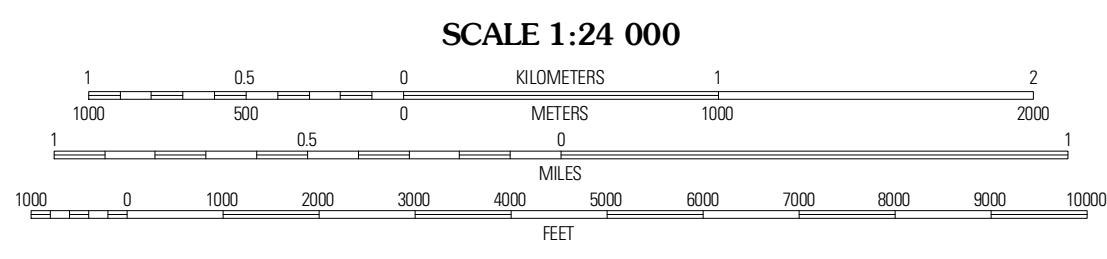 SCALE 1:24 000
1 0.5 0 KILOMETERS 1 2
1000 500 0 METERS 1000 2000
1 0.5 0 1
MILES
1000 0 1000 2000 3000 4000 5000 6000 7000 8000 9000 10000
FEET